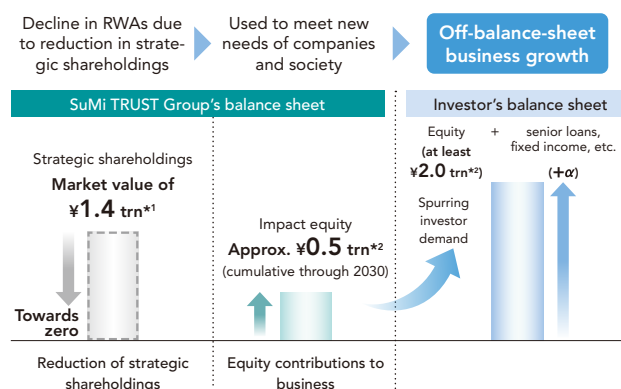 Decline in RWAs due
to reduction in strate-
gic shareholdings
Used to meet new
needs of companies
and society
Off-balance-sheet
business growth
SuMi TRUST Group's balance sheet
Investor's balance sheet
Strategic shareholdings
Market value of
¥1.4 trn*1
Towards
zero
Impact equity
Approx. ¥0.5 trn*2
(cumulative through 2030)
Equity + senior loans,
(at least fixed income, etc.
¥2.0 trn*2) (+α)
Spurring
investor
demand
Reduction of strategic
shareholdings
Equity contributions to
business